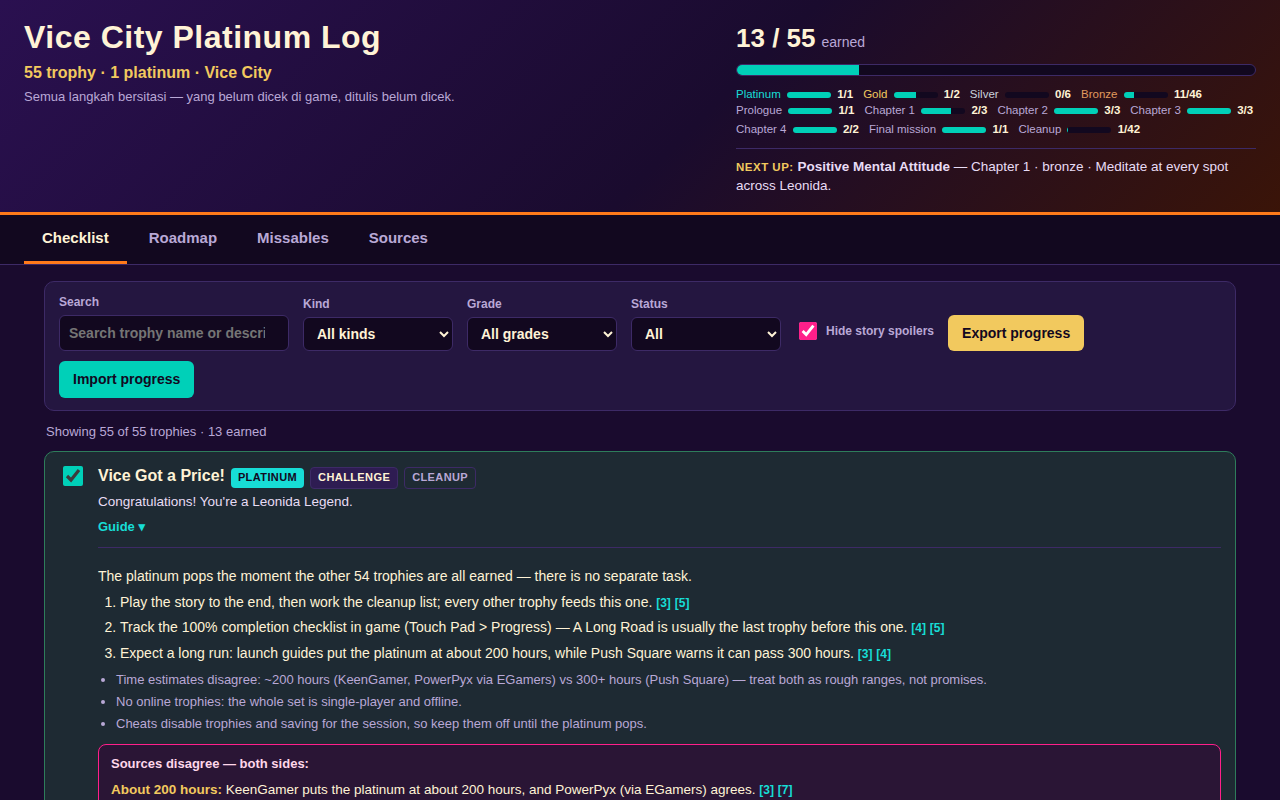 Vice City Platinum Log
55 trophy · 1 platinum · Vice City
Semua langkah bersitasi — yang belum dicek di game, ditulis belum dicek.
13 / 55 earned
Platinum 1/1 Gold 1/2 Silver 0/6 Bronze 11/46
Prologue 1/1 Chapter 1 2/3 Chapter 2 3/3 Chapter 3 3/3
Chapter 4 2/2 Final mission 1/1 Cleanup 1/42
NEXT UP: Positive Mental Attitude — Chapter 1 · bronze · Meditate at every spot
across Leonida.
Checklist Roadmap Missables Sources
Search Kind Grade Status
Search trophy name or descri All kinds All grades All Hide story spoilers Export progress
Import progress
Showing 55 of 55 trophies · 13 earned
Vice Got a Price! PLATINUM CHALLENGE CLEANUP
Congratulations! You're a Leonida Legend.
Guide ▾
The platinum pops the moment the other 54 trophies are all earned — there is no separate task.
1. Play the story to the end, then work the cleanup list; every other trophy feeds this one. [3] [5]
2. Track the 100% completion checklist in game (Touch Pad > Progress) — A Long Road is usually the last trophy before this one. [4] [5]
3. Expect a long run: launch guides put the platinum at about 200 hours, while Push Square warns it can pass 300 hours. [3] [4]
• Time estimates disagree: ~200 hours (KeenGamer, PowerPyx via EGamers) vs 300+ hours (Push Square) — treat both as rough ranges, not promises.
• No online trophies: the whole set is single-player and offline.
• Cheats disable trophies and saving for the session, so keep them off until the platinum pops.
Sources disagree — both sides:
About 200 hours: KeenGamer puts the platinum at about 200 hours, and PowerPyx (via EGamers) agrees. [3] [7]